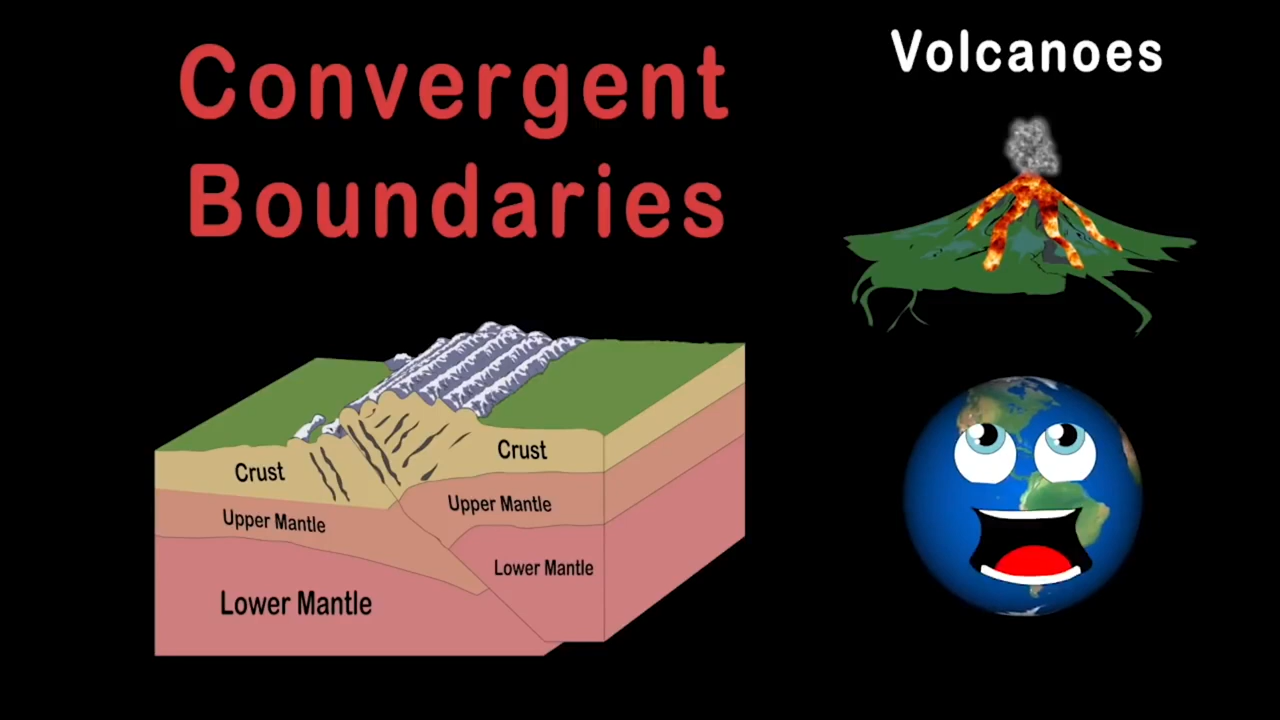 Convergent
Boundaries
Volcanoes
Crust
Crust
Upper Mantle
Upper Mantle
Lower Mantle
Lower Mantle